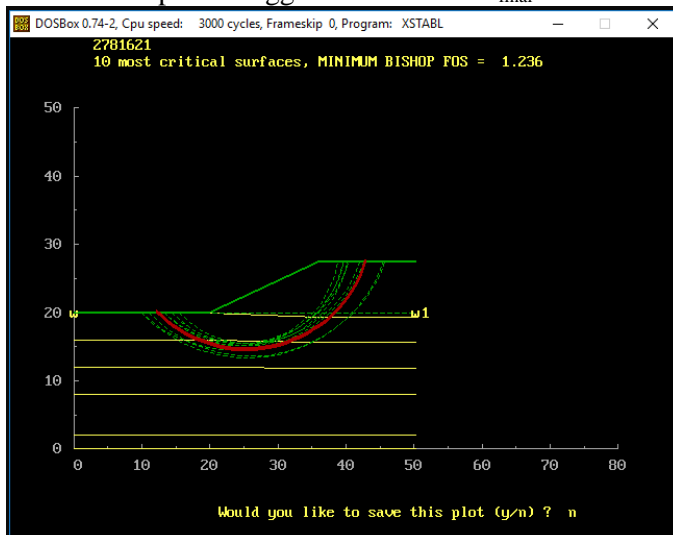 DOSBox 0.74-2, Cpu speed: 3000 cycles, Frameskip 0, Program: XSTABL
2781621
10 most critical surfaces, MINIMUM BISHOP FOS = 1.236
50
40
30
20
w
w1
10
0
0 10 20 30 40 50 60 70 80
Would you like to save this plot (y/n) ? n